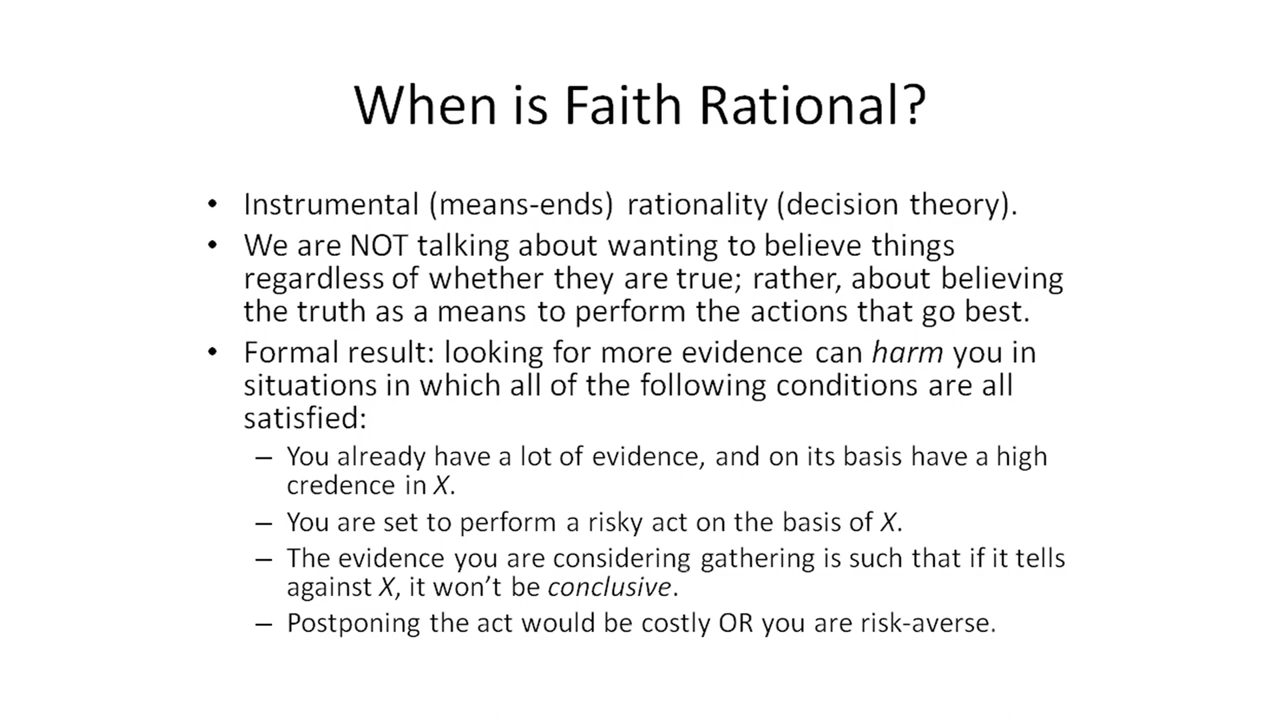 When is Faith Rational?
• Instrumental (means-ends) rationality (decision theory).
• We are NOT talking about wanting to believe things
regardless of whether they are true; rather, about believing
the truth as a means to perform the actions that go best.
• Formal result: looking for more evidence can harm you in
situations in which all of the following conditions are all
satisfied:
– You already have a lot of evidence, and on its basis have a high
credence in X.
– You are set to perform a risky act on the basis of X.
– The evidence you are considering gathering is such that if it tells
against X, it won’t be conclusive.
– Postponing the act would be costly OR you are risk-averse.